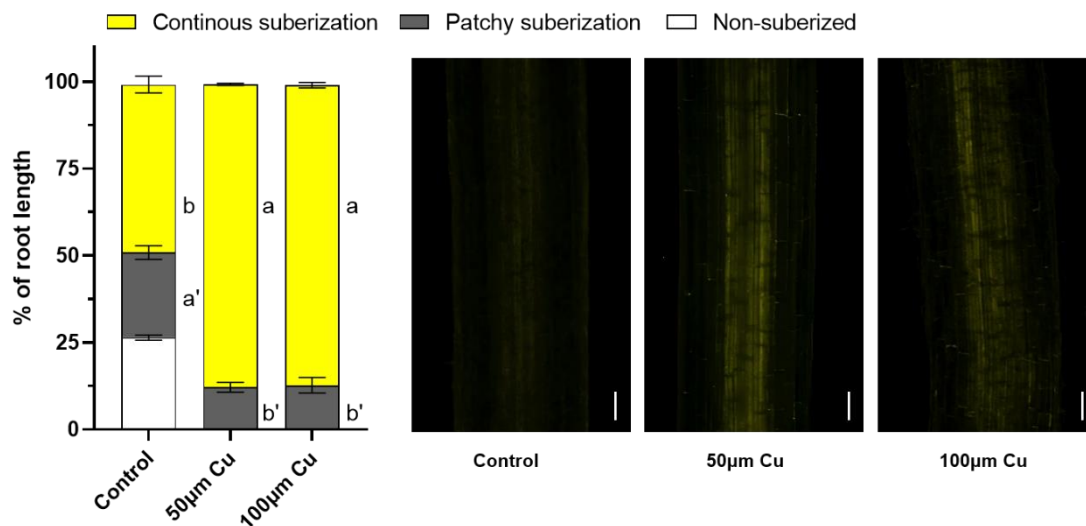 Continous suberization Patchy suberization Non-suberized
% of root length
100
75
50
25
0
b
a'
a
b'
a
b'
Control
50µm Cu
100µm Cu
Control
50µm Cu
100µm Cu